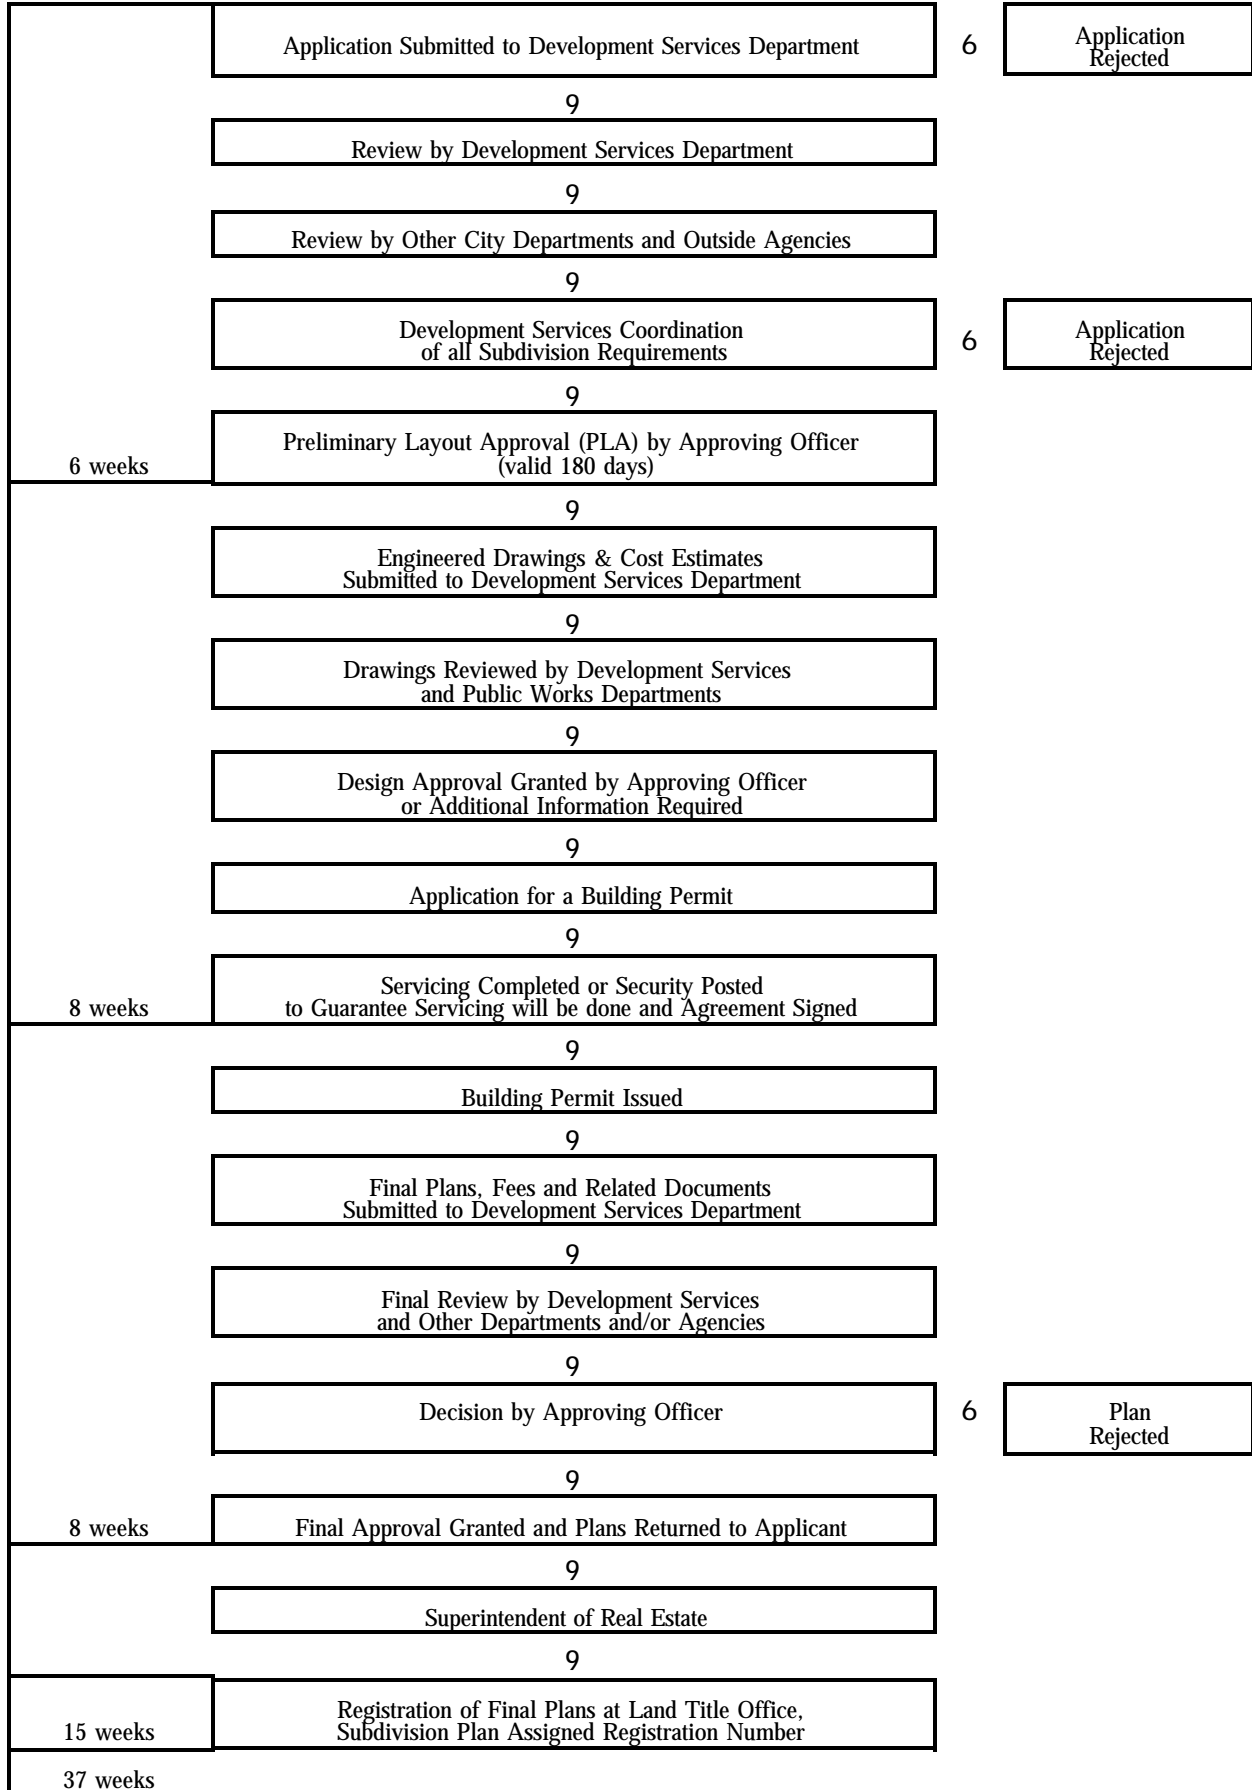 Application Submitted to Development Services Department
6
Application
Rejected
9
Review by Development Services Department
9
Review by Other City Departments and Outside Agencies
9
Development Services Coordination
of all Subdivision Requirements
6
Application
Rejected
9
Preliminary Layout Approval (PLA) by Approving Officer
(valid 180 days)
6 weeks
9
Engineered Drawings & Cost Estimates
Submitted to Development Services Department
9
Drawings Reviewed by Development Services
and Public Works Departments
9
Design Approval Granted by Approving Officer
or Additional Information Required
9
Application for a Building Permit
9
Servicing Completed or Security Posted
to Guarantee Servicing will be done and Agreement Signed
8 weeks
9
Building Permit Issued
9
Final Plans, Fees and Related Documents
Submitted to Development Services Department
9
Final Review by Development Services
and Other Departments and/or Agencies
9
Decision by Approving Officer
6
Plan
Rejected
9
8 weeks
Final Approval Granted and Plans Returned to Applicant
9
Superintendent of Real Estate
9
Registration of Final Plans at Land Title Office,
Subdivision Plan Assigned Registration Number
15 weeks
37 weeks